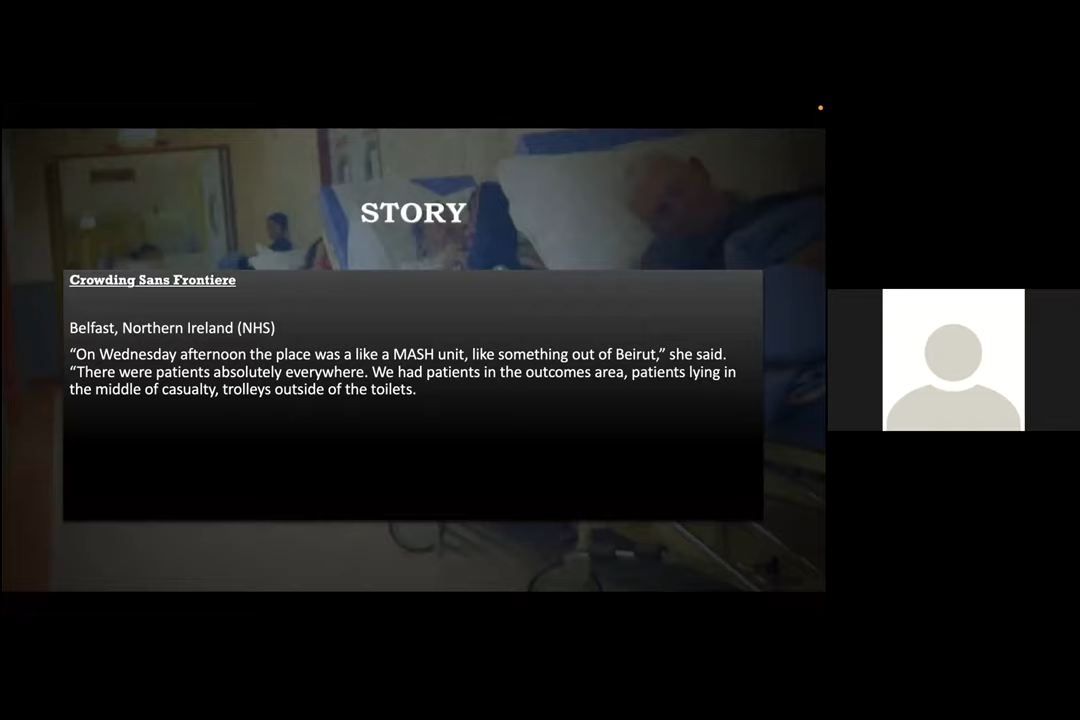 STORY
Crowding Sans Frontiere
Belfast, Northern Ireland (NHS)
“On Wednesday afternoon the place was a like a MASH unit, like something out of Beirut,” she said.
“There were patients absolutely everywhere. We had patients in the outcomes area, patients lying in
the middle of casualty, trolleys outside of the toilets.